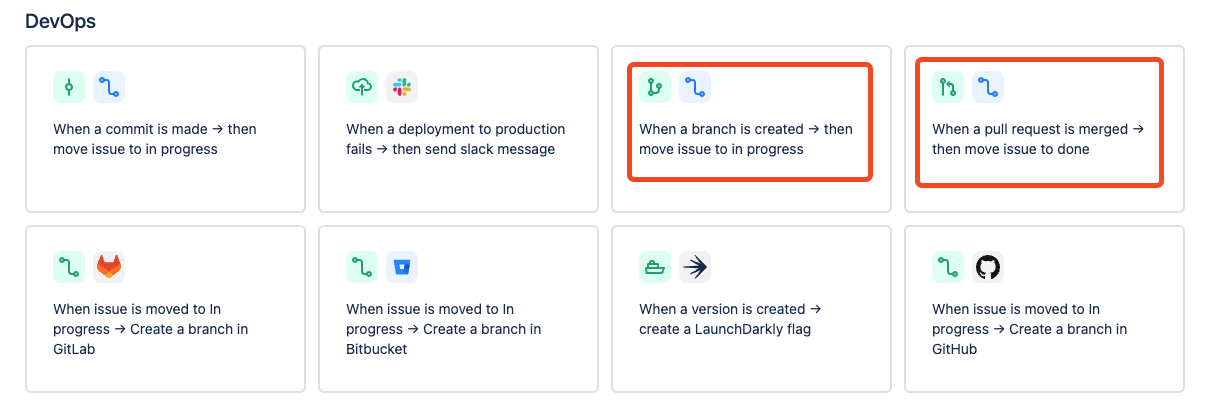 DevOps
When a commit is made → then
move issue to in progress
When a deployment to production
fails → then send slack message
When a branch is created → then
move issue to in progress
When a pull request is merged →
then move issue to done
When issue is moved to In
progress → Create a branch in
GitLab
When issue is moved to In
progress → Create a branch in
Bitbucket
When a version is created →
create a LaunchDarkly flag
When issue is moved to In
progress → Create a branch in
GitHub